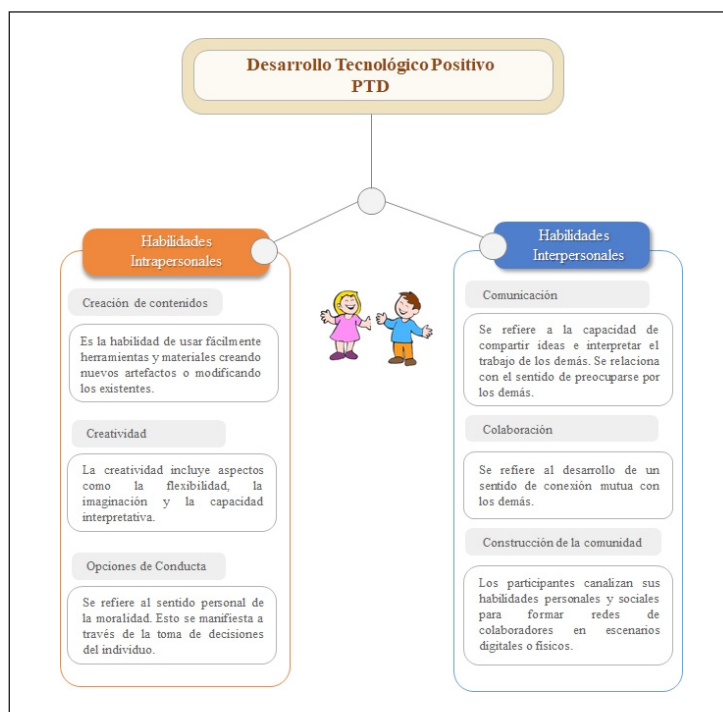 Desarrollo Tecnológico Positivo
PTD
Habilidades
Intrapersonales
Creación de contenidos
Es la habilidad de usar fácilmente
herramientas y materiales creando
nuevos artefactos o modificando
los existentes.
Creatividad
La creatividad incluye aspectos
como la flexibilidad, la
imaginación y la capacidad
interpretativa.
Opciones de Conducta
Se refiere al sentido personal de
la moralidad. Esto se manifiesta a
través de la toma de decisiones
del individuo.
Habilidades
Interpersonales
Comunicación
Se refiere a la capacidad de
compartir ideas e interpretar el
trabajo de los demás. Se relaciona
con el sentido de preocuparse por
los demás.
Colaboración
Se refiere al desarrollo de un
sentido de conexión mutua con
los demás.
Construcción de la comunidad
Los participantes canalizan sus
habilidades personales y sociales
para formar redes de
colaboradores en escenarios
digitales o físicos.